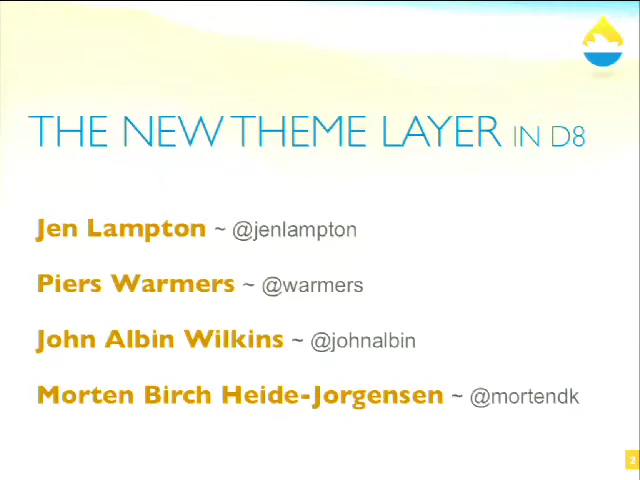 THE NEW THEME LAYER IN D8
Jen Lampton ~ @jenlampton
Piers Warmers ~ @warmers
John Albin Wilkins ~ @johnalbin
Morten Birch Heide-Jorgensen ~ @mortendk
2